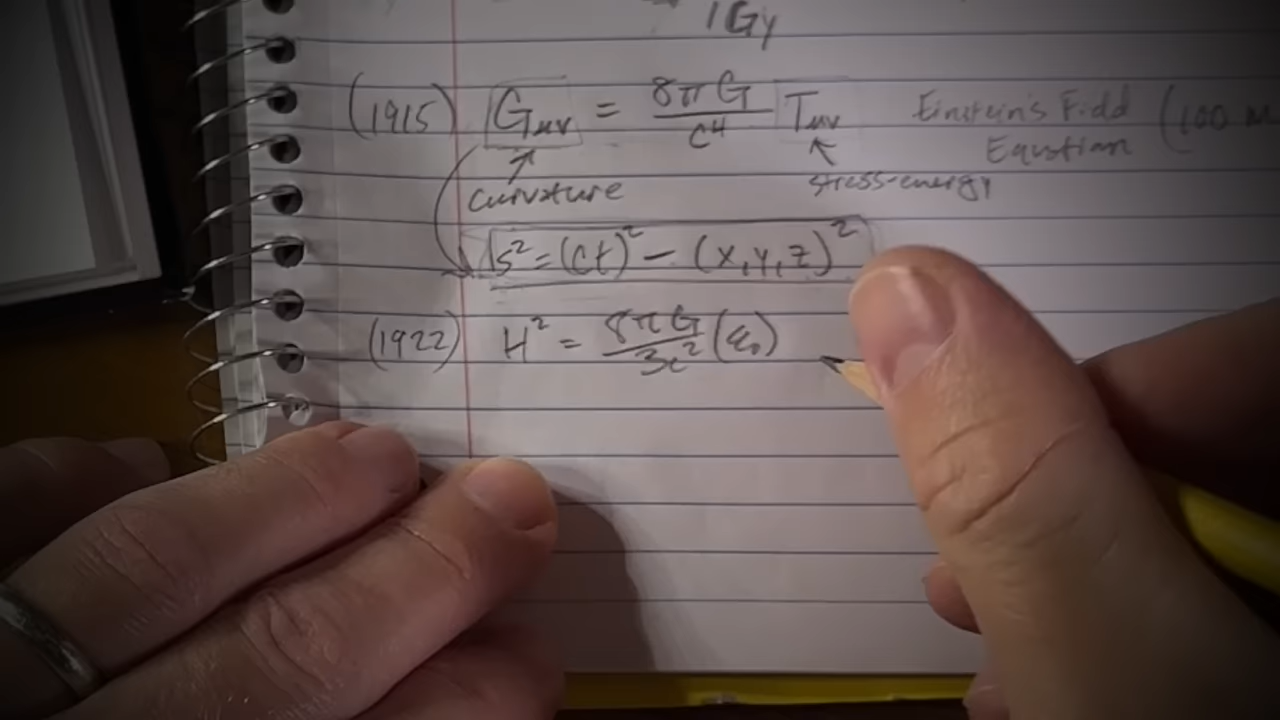 1Gy
(1915) Gμν = 8πG/c⁴ Tμν Einstein's Field (100 M
Equation
curvature stress-energy
s² = (ct)² − (x,y,z)²
(1922) H² = 8πG/3c² (ε₀)